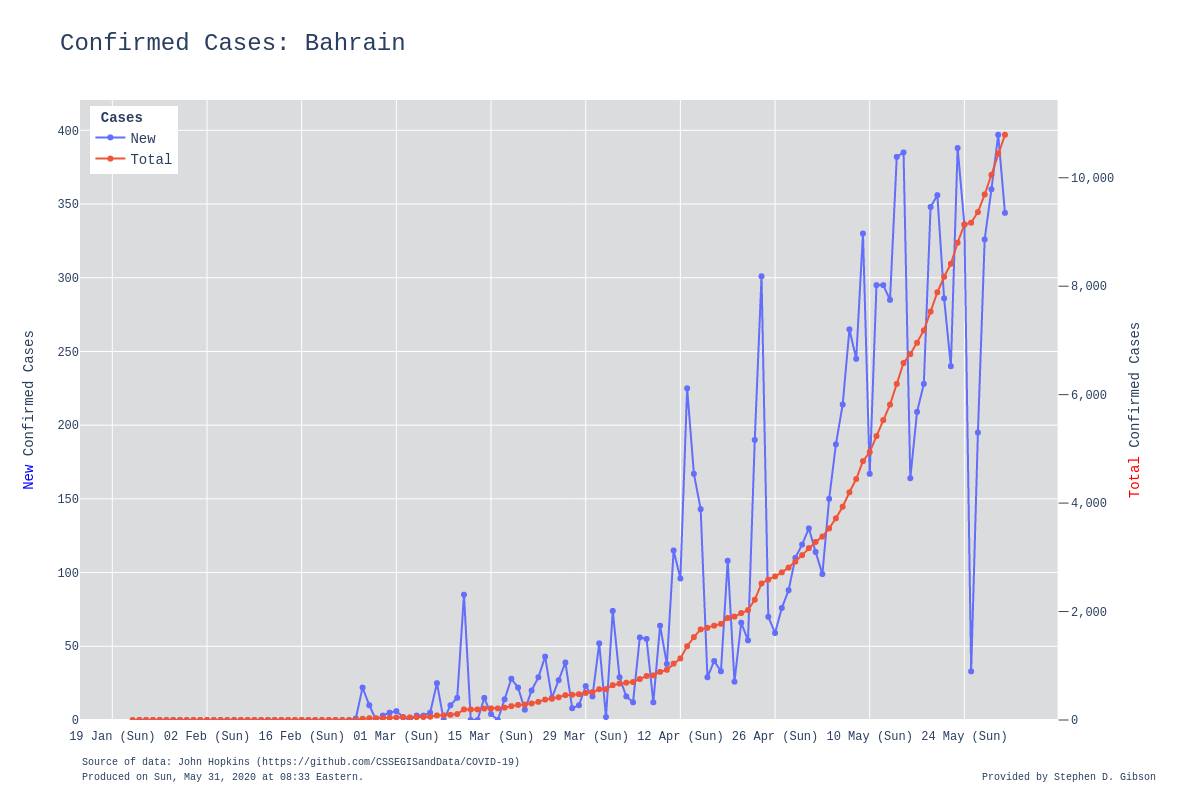 Confirmed Cases: Bahrain
Cases
New
Total
400
350
300
250
200
150
100
50
0
10,000
8,000
6,000
4,000
2,000
0
New Confirmed Cases
Total Confirmed Cases
19 Jan (Sun) 02 Feb (Sun) 16 Feb (Sun) 01 Mar (Sun) 15 Mar (Sun) 29 Mar (Sun) 12 Apr (Sun) 26 Apr (Sun) 10 May (Sun) 24 May (Sun)
Source of data: John Hopkins (https://github.com/CSSEGISandData/COVID-19)
Produced on Sun, May 31, 2020 at 08:33 Eastern.
Provided by Stephen D. Gibson